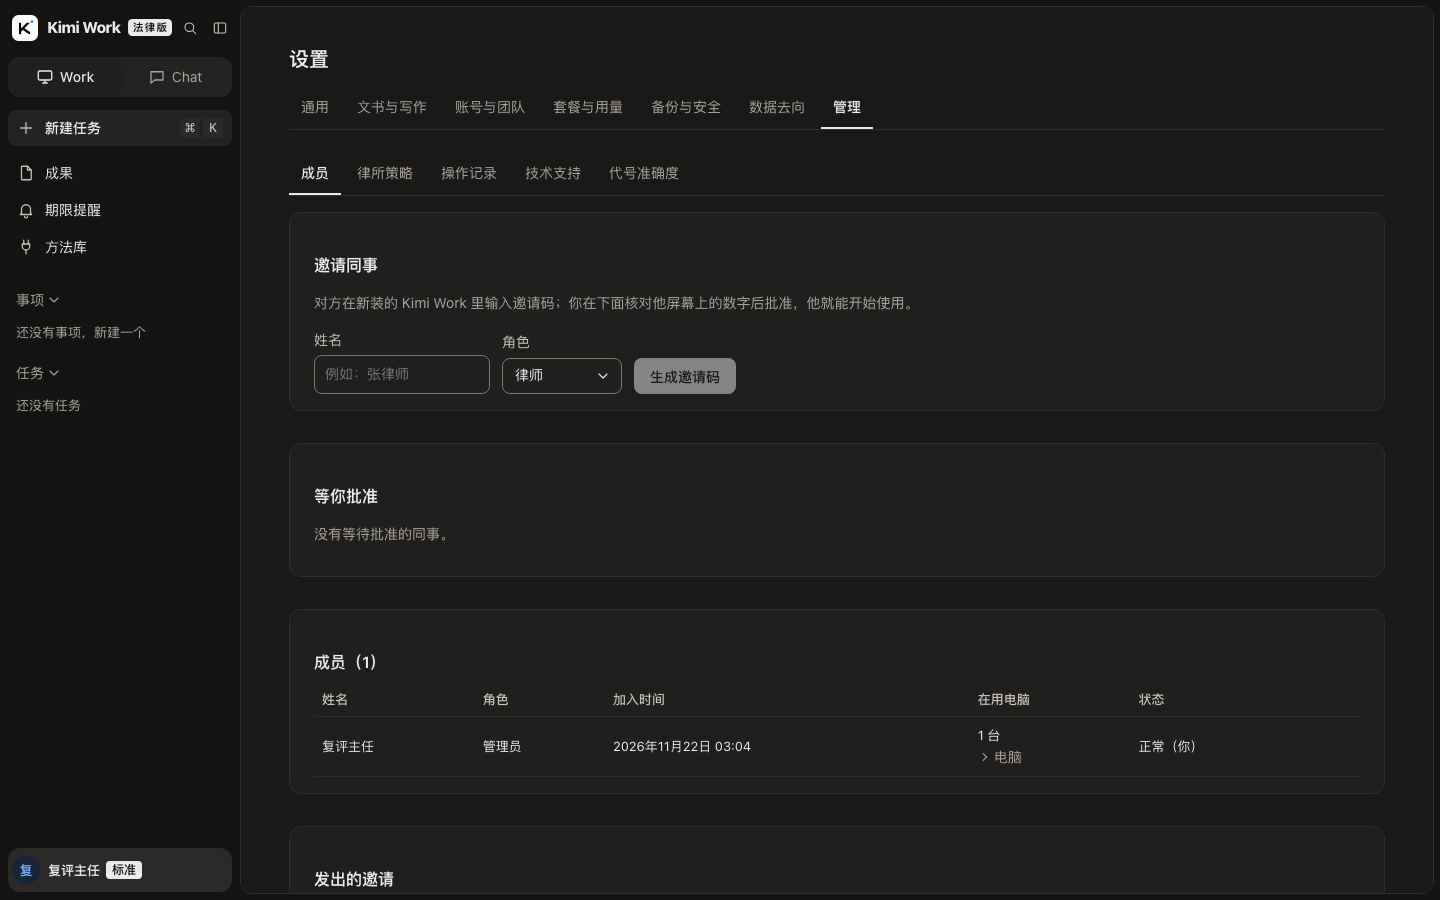 Kimi Work 法律版
Work
Chat
新建任务 ⌘ K
成果
期限提醒
方法库
事项
还没有事项，新建一个
任务
还没有任务
复 复评主任 标准
设置
通用 文书与写作 账号与团队 套餐与用量 备份与安全 数据去向 管理
成员 律所策略 操作记录 技术支持 代号准确度
邀请同事
对方在新装的 Kimi Work 里输入邀请码；你在下面核对他屏幕上的数字后批准，他就能开始使用。
姓名 角色
例如：张律师 律师 生成邀请码
等你批准
没有等待批准的同事。
成员（1）
姓名 角色 加入时间 在用电脑 状态
复评主任 管理员 2026年11月22日 03:04 1 台 正常（你）
电脑
发出的邀请